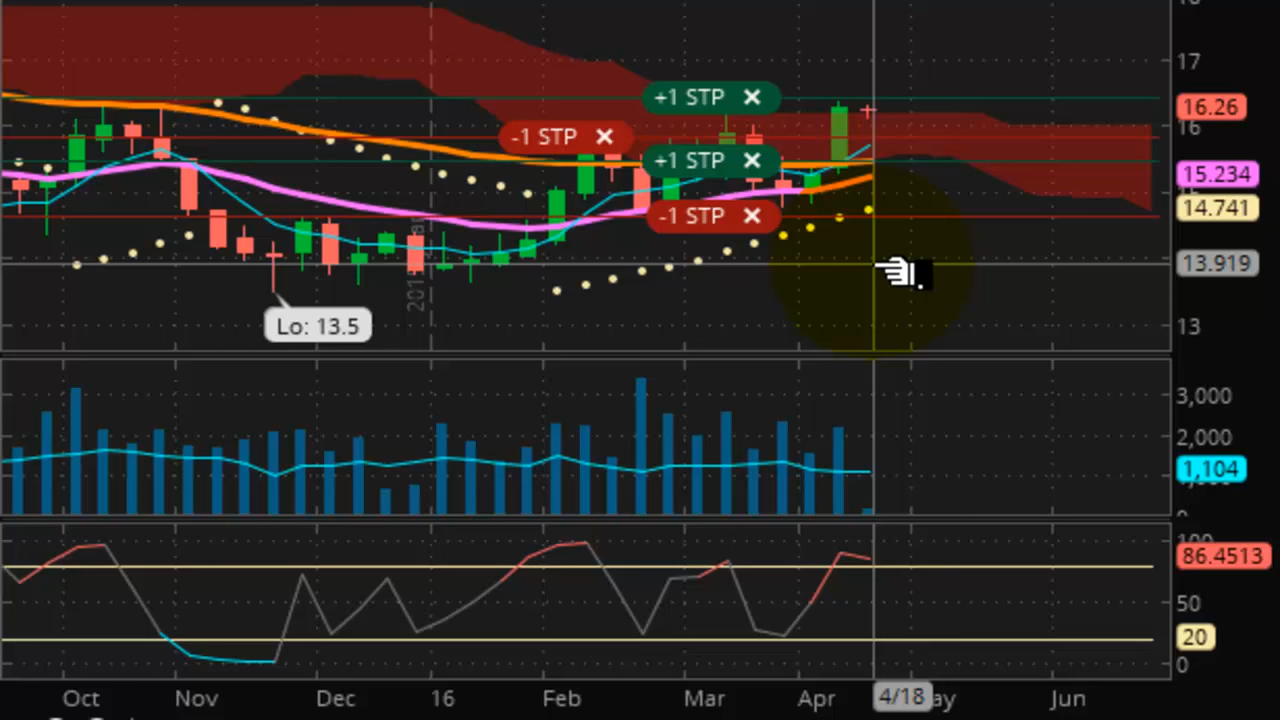 17
+1 STP ×
16.26
16
-1 STP ×
+1 STP ×
15.234
-1 STP ×
14.741
13.919
Lo: 13.5
13
3,000
2,000
1,104
0
100
86.4513
50
20
0
Oct Nov Dec 16 Feb Mar Apr 4/18 ay Jun